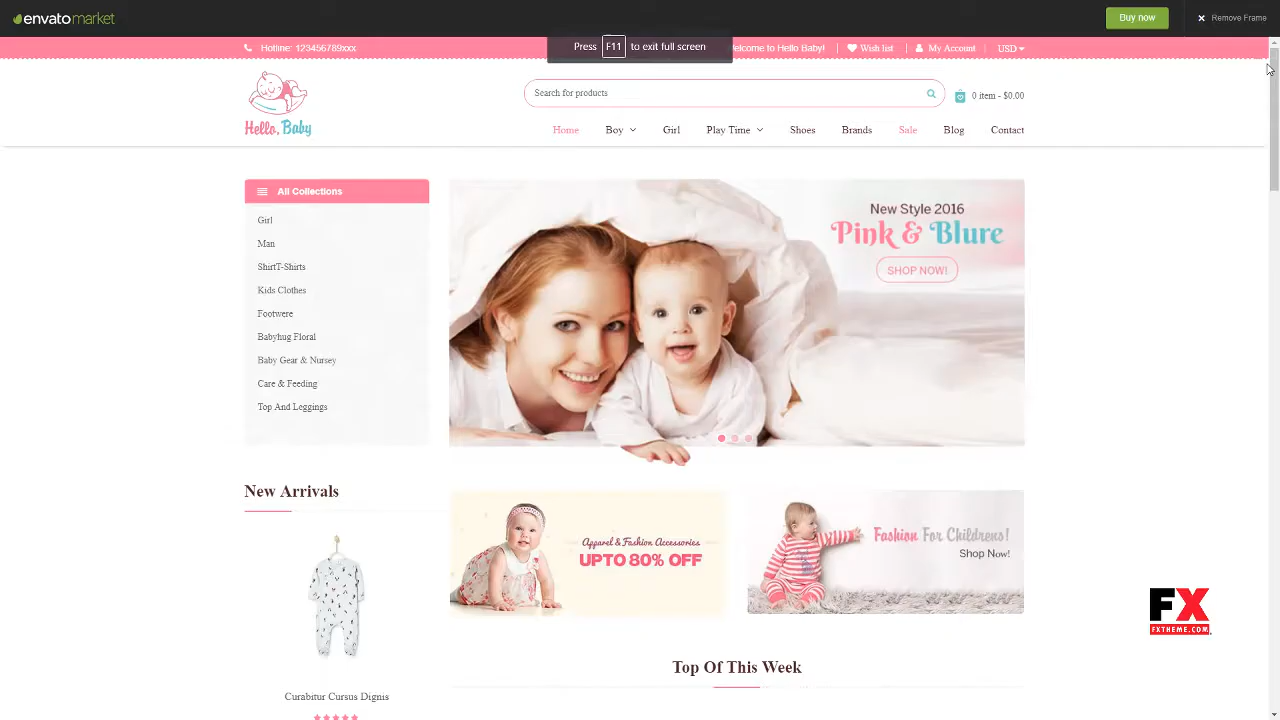 envato market
Buy now
Remove Frame
Hotline: 123456789xxx
Press F11 to exit full screen
elcome to Hello Baby!
Wish list
My Account
USD
Hello, Baby
Search for products
0 item - $0.00
Home
Boy
Girl
Play Time
Shoes
Brands
Sale
Blog
Contact
All Collections
Girl
Man
ShirtT-Shirts
Kids Clothes
Footwere
Babyhug Floral
Baby Gear & Nursey
Care & Feeding
Top And Leggings
New Style 2016
Pink & Blure
SHOP NOW!
New Arrivals
Apparel & Fashion Accessories
UPTO 80% OFF
Fashion For Childrens!
Shop Now!
FX
FXTHEME.COM
Top Of This Week
Curabitur Cursus Dignis